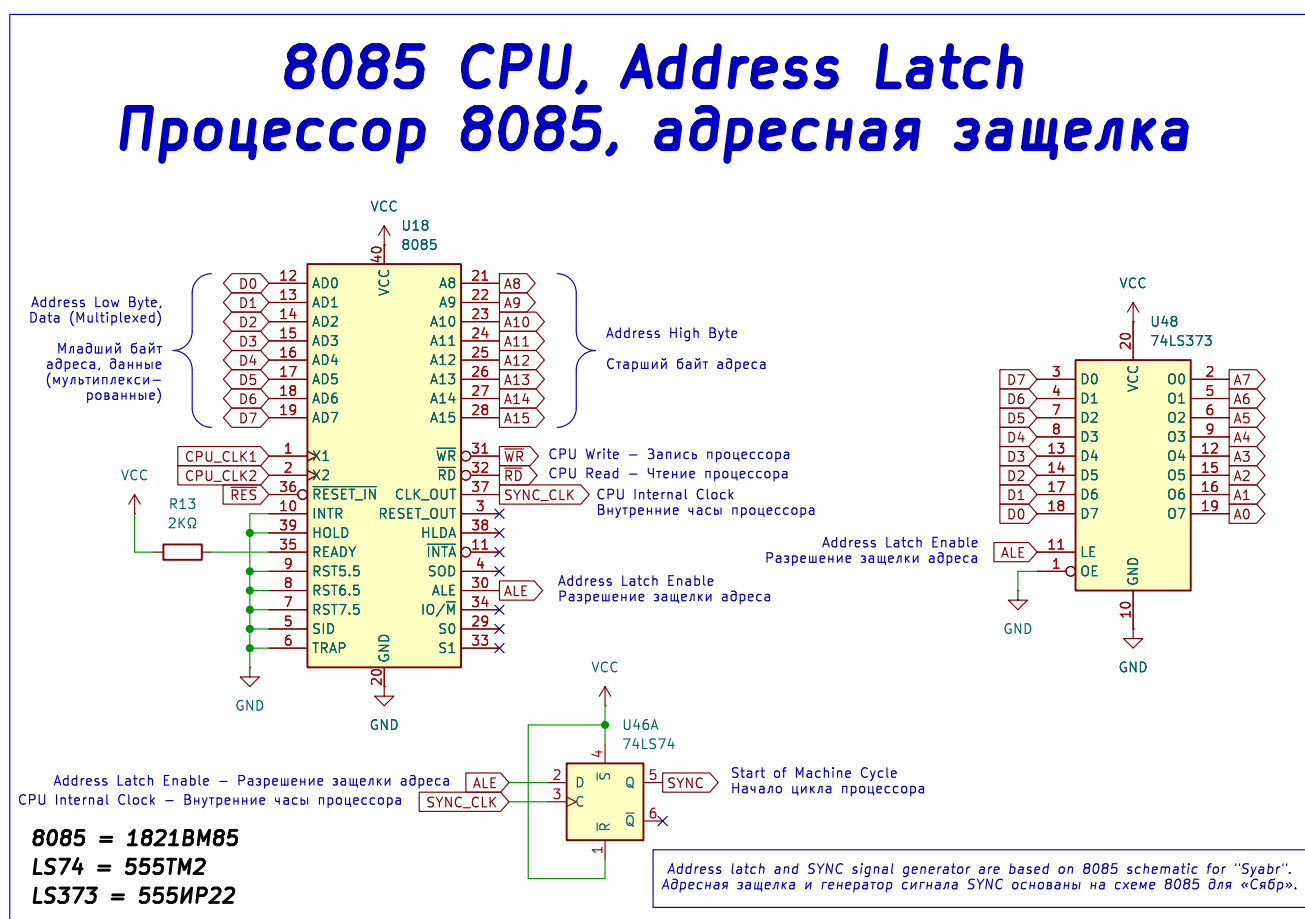 8085 CPU, Address Latch
Процессор 8085, адресная защелка
VCC
U18
8085
40
VCC
Address Low Byte,
Data (Multiplexed)
Младший байт
адреса, данные
(мультиплекси-
рованные)
D0 12 AD0
D1 13 AD1
D2 14 AD2
D3 15 AD3
D4 16 AD4
D5 17 AD5
D6 18 AD6
D7 19 AD7
CPU_CLK1 1 X1
CPU_CLK2 2 X2
RES 36 RESET_IN
10 INTR
39 HOLD
35 READY
9 RST5.5
8 RST6.5
7 RST7.5
5 SID
6 TRAP
VCC
R13
2KΩ
GND
A8 21 A8
A9 22 A9
A10 23 A10
A11 24 A11
A12 25 A12
A13 26 A13
A14 27 A14
A15 28 A15
Address High Byte
Старший байт адреса
WR 31 WR CPU Write – Запись процессора
RD 32 RD CPU Read – Чтение процессора
CLK_OUT 37 SYNC_CLK CPU Internal Clock
Внутренние часы процессора
RESET_OUT 3
HLDA 38
INTA 11
SOD 4
ALE 30 ALE Address Latch Enable
Разрешение защелки адреса
IO/M 34
S0 29
S1 33
GND
20
GND
VCC
U48
74LS373
20
VCC
D7 3 D0 O0 2 A7
D6 4 D1 O1 5 A6
D5 7 D2 O2 6 A5
D4 8 D3 O3 9 A4
D3 13 D4 O4 12 A3
D2 14 D5 O5 15 A2
D1 17 D6 O6 16 A1
D0 18 D7 O7 19 A0
Address Latch Enable
Разрешение защелки адреса
ALE 11 LE
1 OE
GND
GND
10
GND
VCC
U46A
74LS74
4
S
Address Latch Enable – Разрешение защелки адреса ALE 2 D
CPU Internal Clock – Внутренние часы процессора SYNC_CLK 3 C
Q 5 SYNC Start of Machine Cycle
Начало цикла процессора
Q 6
R
1
8085 = 1821ВМ85
LS74 = 555ТМ2
LS373 = 555ИР22
Address latch and SYNC signal generator are based on 8085 schematic for "Syabr".
Адресная защелка и генератор сигнала SYNC основаны на схеме 8085 для «Сябр».